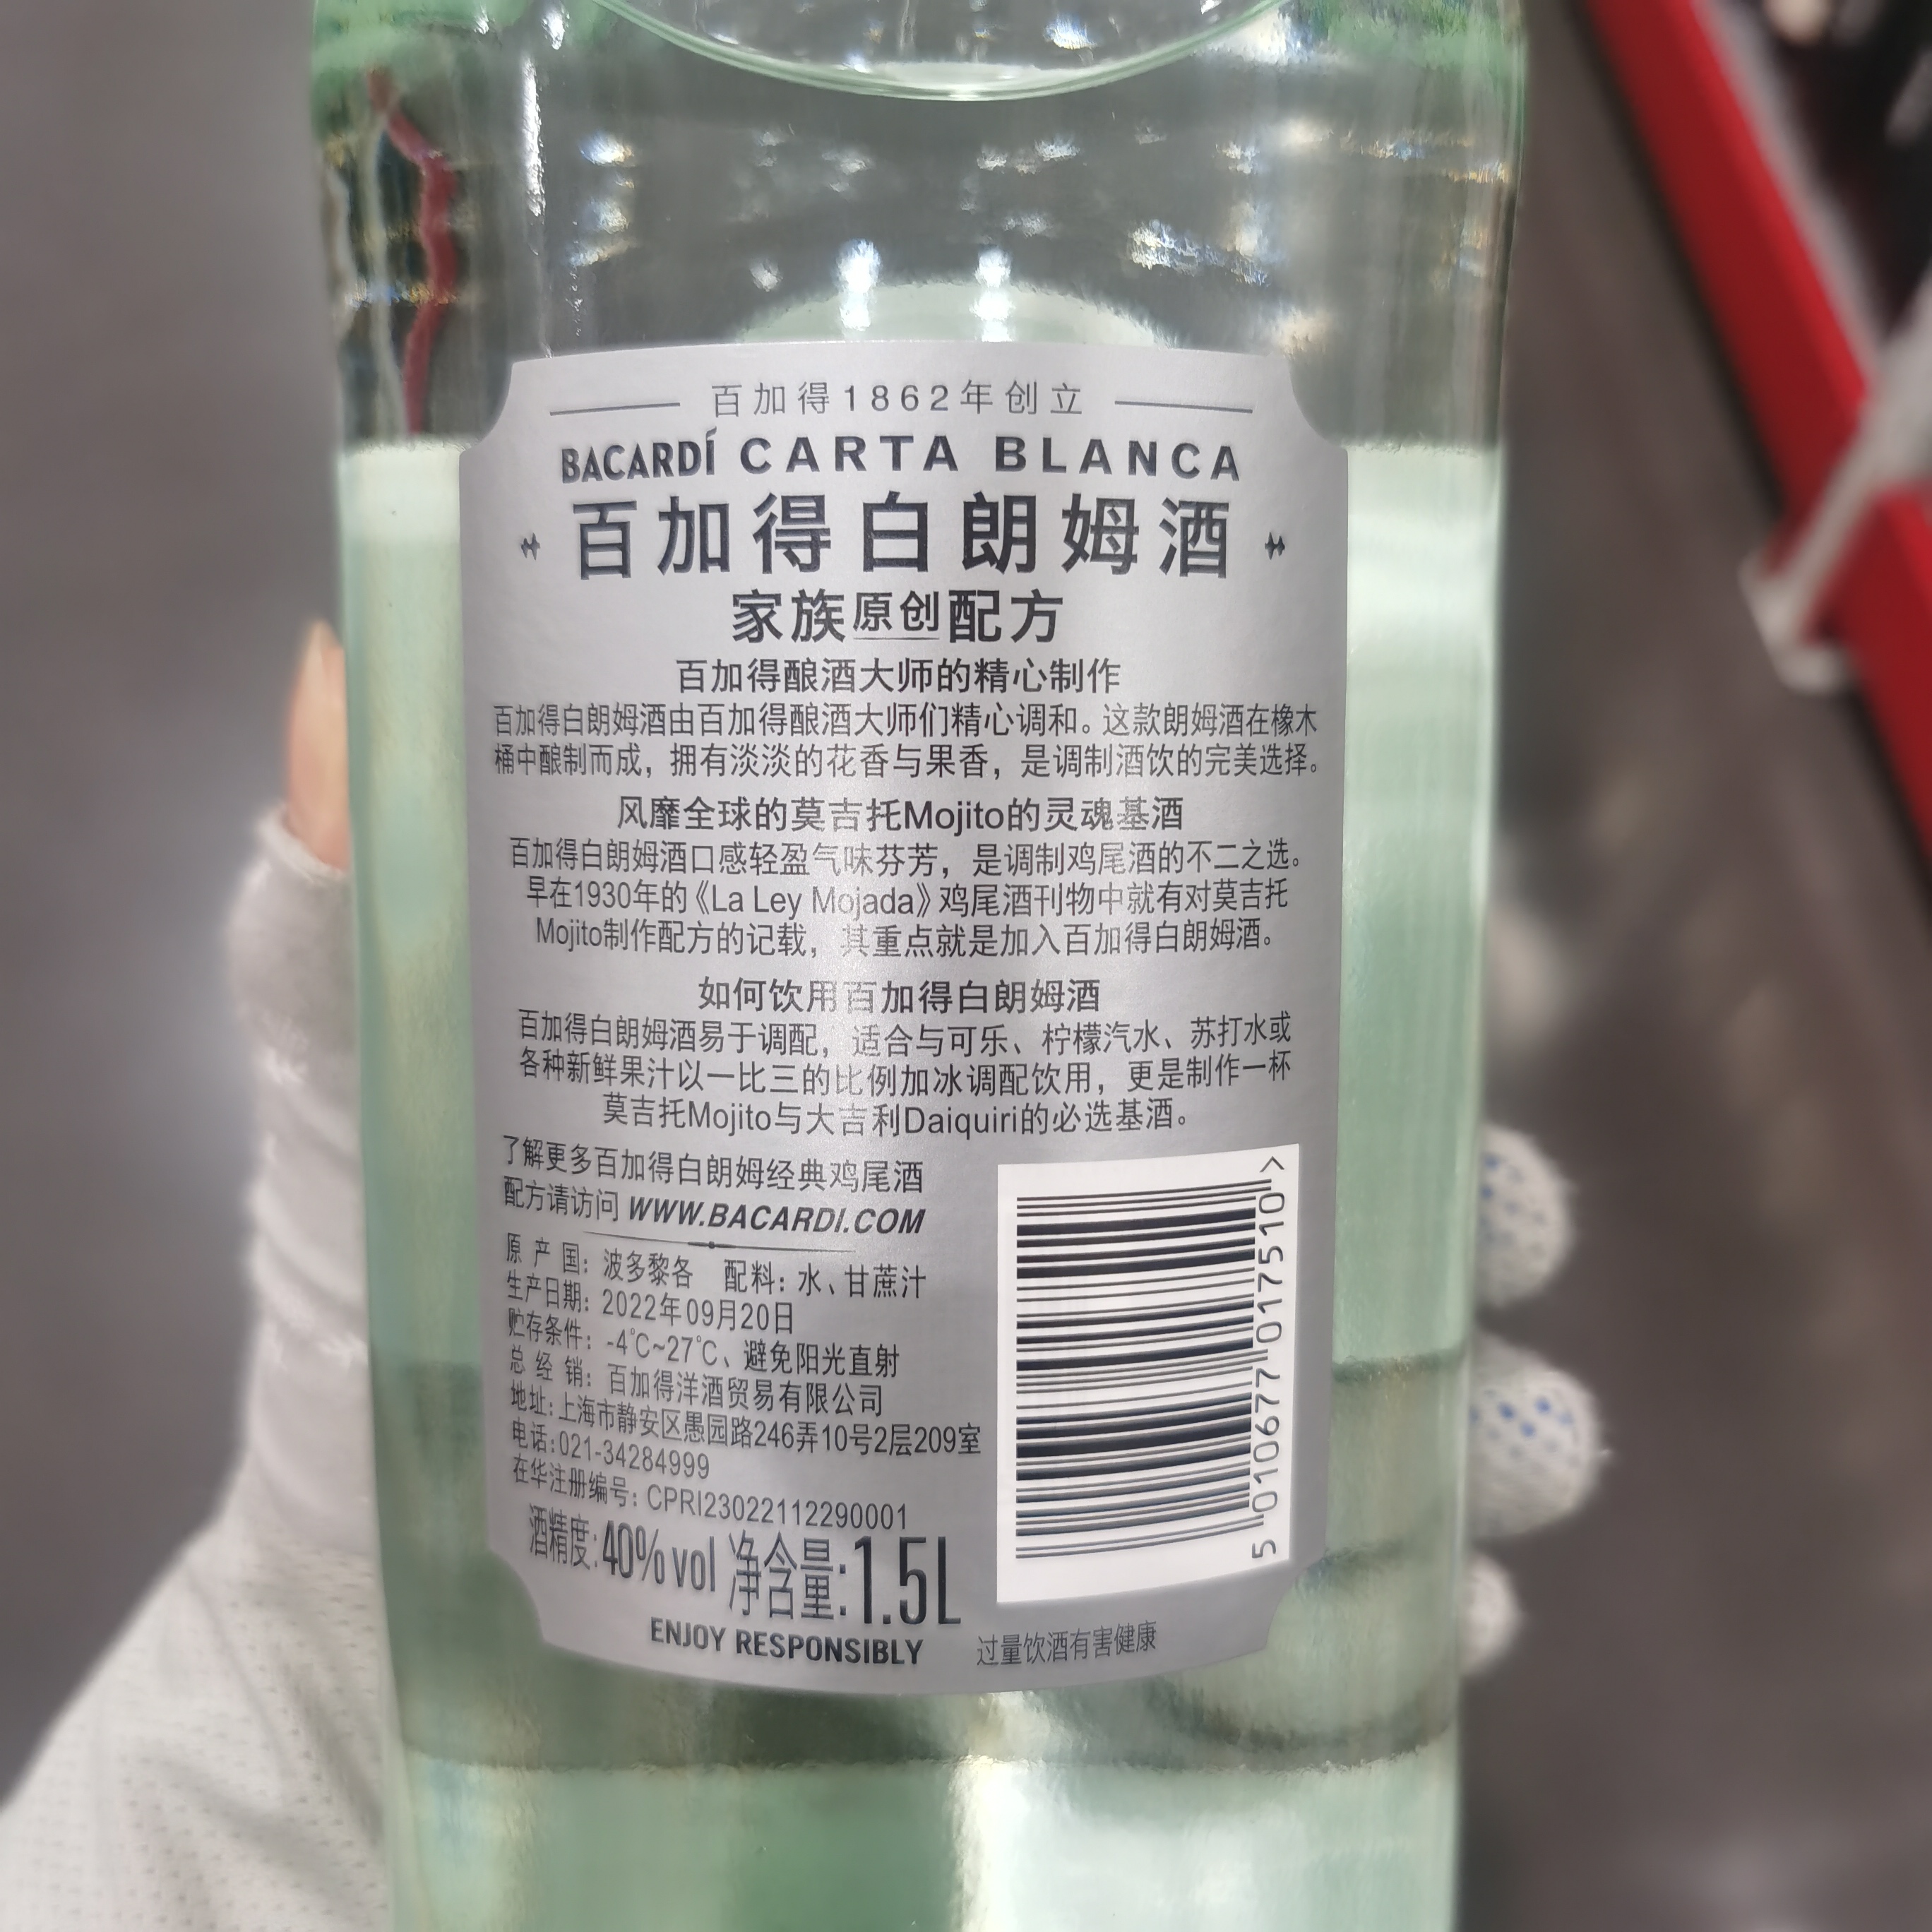 百加得1862年创立
BACARDÍ CARTA BLANCA
百加得白朗姆酒
家族原创配方
百加得酿酒大师的精心制作
百加得白朗姆酒由百加得酿酒大师们精心调和。这款朗姆酒在橡木
桶中酿制而成，拥有淡淡的花香与果香，是调制酒饮的完美选择。
风靡全球的莫吉托Mojito的灵魂基酒
百加得白朗姆酒口感轻盈气味芬芳，是调制鸡尾酒的不二之选。
早在1930年的《La Ley Mojada》鸡尾酒刊物中就有对莫吉托
Mojito制作配方的记载，其重点就是加入百加得白朗姆酒。
如何饮用百加得白朗姆酒
百加得白朗姆酒易于调配，适合与可乐、柠檬汽水、苏打水或
各种新鲜果汁以一比三的比例加冰调配饮用，更是制作一杯
莫吉托Mojito与大吉利Daiquiri的必选基酒。
了解更多百加得白朗姆经典鸡尾酒
配方请访问 WWW.BACARDI.COM
原产国：波多黎各 配料：水、甘蔗汁
生产日期：2022年09月20日
贮存条件：-4℃~27℃、避免阳光直射
总经销：百加得洋酒贸易有限公司
地址：上海市静安区愚园路246弄10号2层209室
电话：021-34284999
在华注册编号：CPRI23022112290001
酒精度：40% vol 净含量：1.5L
ENJOY RESPONSIBLY
过量饮酒有害健康
5 010677 017510 >